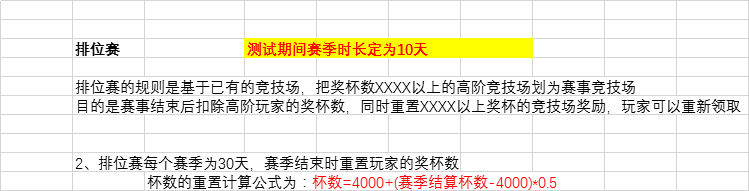 排位赛 测试期间赛季时长定为10天
排位赛的规则是基于已有的竞技场，把奖杯数XXXX以上的高阶竞技场划为赛事竞技场
目的是赛事结束后扣除高阶玩家的奖杯数，同时重置XXXX以上奖杯的竞技场奖励，玩家可以重新领取
2、排位赛每个赛季为30天，赛季结束时重置玩家的奖杯数
杯数的重置计算公式为：杯数=4000+(赛季结算杯数-4000)*0.5